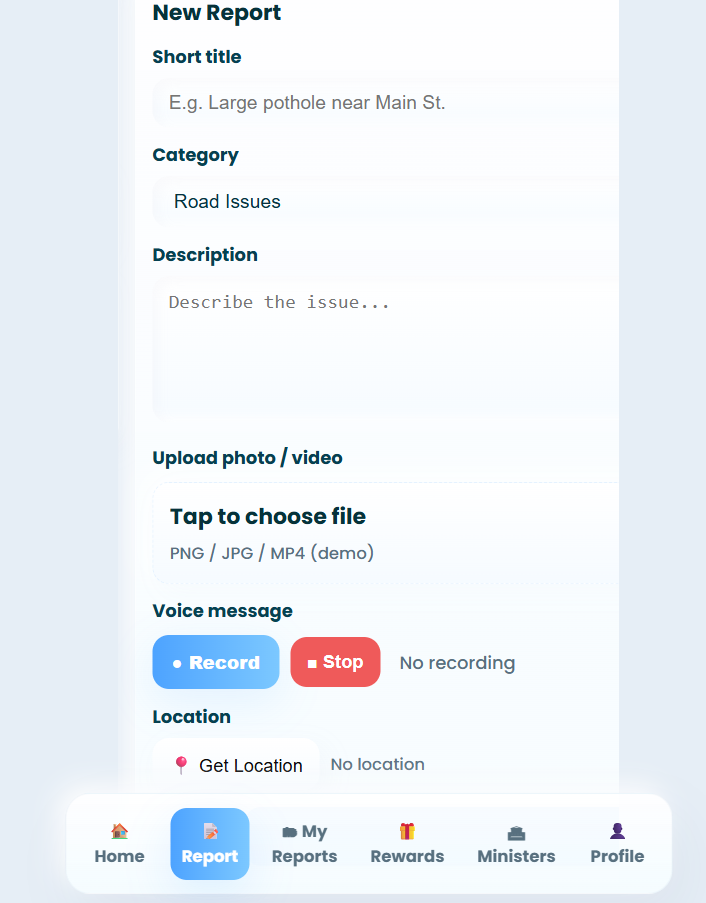 New Report
Short title
E.g. Large pothole near Main St.
Category
Road Issues
Description
Describe the issue...
Upload photo / video
Tap to choose file
PNG / JPG / MP4 (demo)
Voice message
● Record ■ Stop No recording
Location
📍 Get Location No location
Home Report My Reports Rewards Ministers Profile